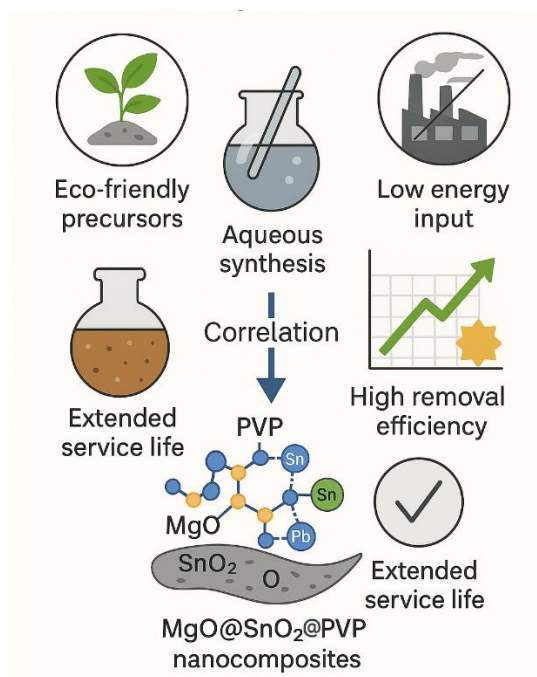 Eco-friendly
precursors
Aqueous
synthesis
Low energy
input
Correlation
Extended
service life
High removal
efficiency
PVP
Sn
Sn
MgO
Pb
SnO₂
O
Extended
service life
MgO@SnO₂@PVP
nanocomposites